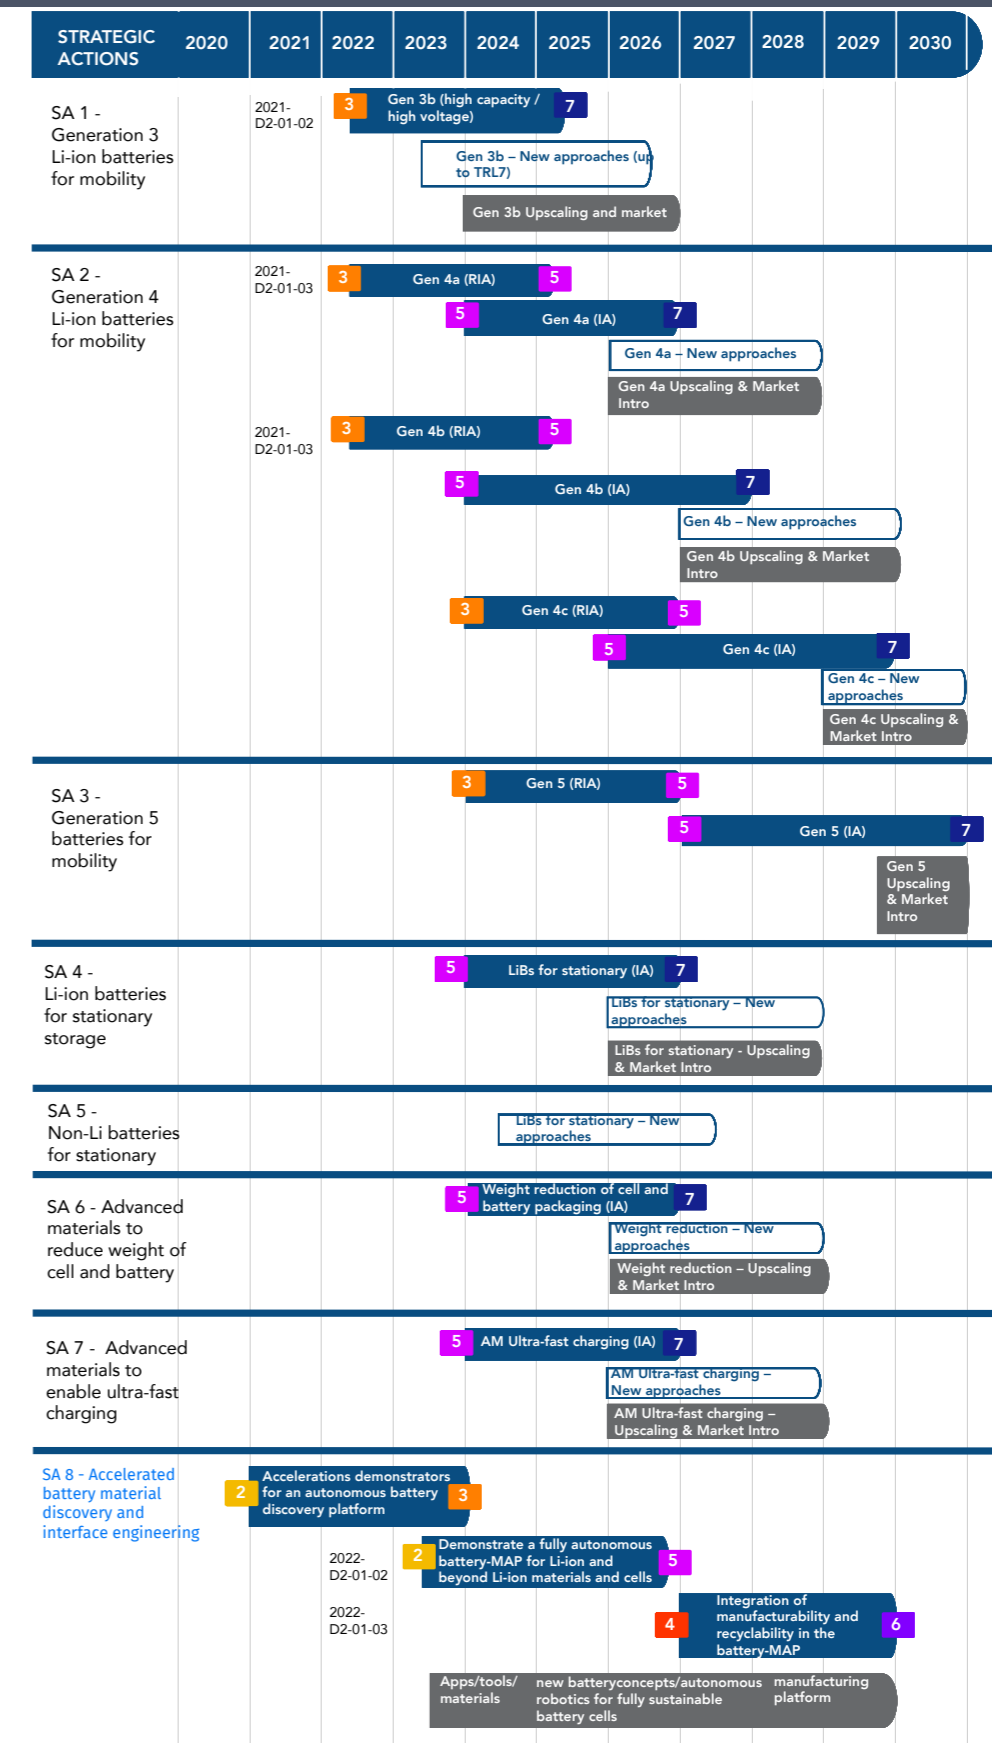 STRATEGIC
ACTIONS
2020
2021
2022
2023
2024
2025
2026
2027
2028
2029
2030
SA 1 -
Generation 3
Li-ion batteries
for mobility
2021-
D2-01-02
3
Gen 3b (high capacity /
high voltage)
7
Gen 3b – New approaches (up
to TRL7)
Gen 3b Upscaling and market
SA 2 -
Generation 4
Li-ion batteries
for mobility
2021-
D2-01-03
3
Gen 4a (RIA)
5
5
Gen 4a (IA)
7
Gen 4a – New approaches
Gen 4a Upscaling & Market
Intro
2021-
D2-01-03
3
Gen 4b (RIA)
5
5
Gen 4b (IA)
7
Gen 4b – New approaches
Gen 4b Upscaling & Market
Intro
3
Gen 4c (RIA)
5
5
Gen 4c (IA)
7
Gen 4c – New
approaches
Gen 4c Upscaling &
Market Intro
SA 3 -
Generation 5
batteries for
mobility
3
Gen 5 (RIA)
5
5
Gen 5 (IA)
7
Gen 5
Upscaling
& Market
Intro
SA 4 -
Li-ion batteries
for stationary
storage
5
LiBs for stationary (IA)
7
LiBs for stationary – New
approaches
LiBs for stationary - Upscaling
& Market Intro
SA 5 -
Non-Li batteries
for stationary
LiBs for stationary – New
approaches
SA 6 - Advanced
materials to
reduce weight of
cell and battery
5
Weight reduction of cell and
battery packaging (IA)
7
Weight reduction – New
approaches
Weight reduction – Upscaling
& Market Intro
SA 7 - Advanced
materials to
enable ultra-fast
charging
5
AM Ultra-fast charging (IA)
7
AM Ultra-fast charging –
New approaches
AM Ultra-fast charging –
Upscaling & Market Intro
SA 8 - Accelerated
battery material
discovery and
interface engineering
2
Accelerations demonstrators
for an autonomous battery
discovery platform
3
2022-
D2-01-02
2
Demonstrate a fully autonomous
battery-MAP for Li-ion and
beyond Li-ion materials and cells
5
2022-
D2-01-03
4
Integration of
manufacturability and
recyclability in the
battery-MAP
6
Apps/tools/
materials
new batteryconcepts/autonomous
robotics for fully sustainable
battery cells
manufacturing
platform